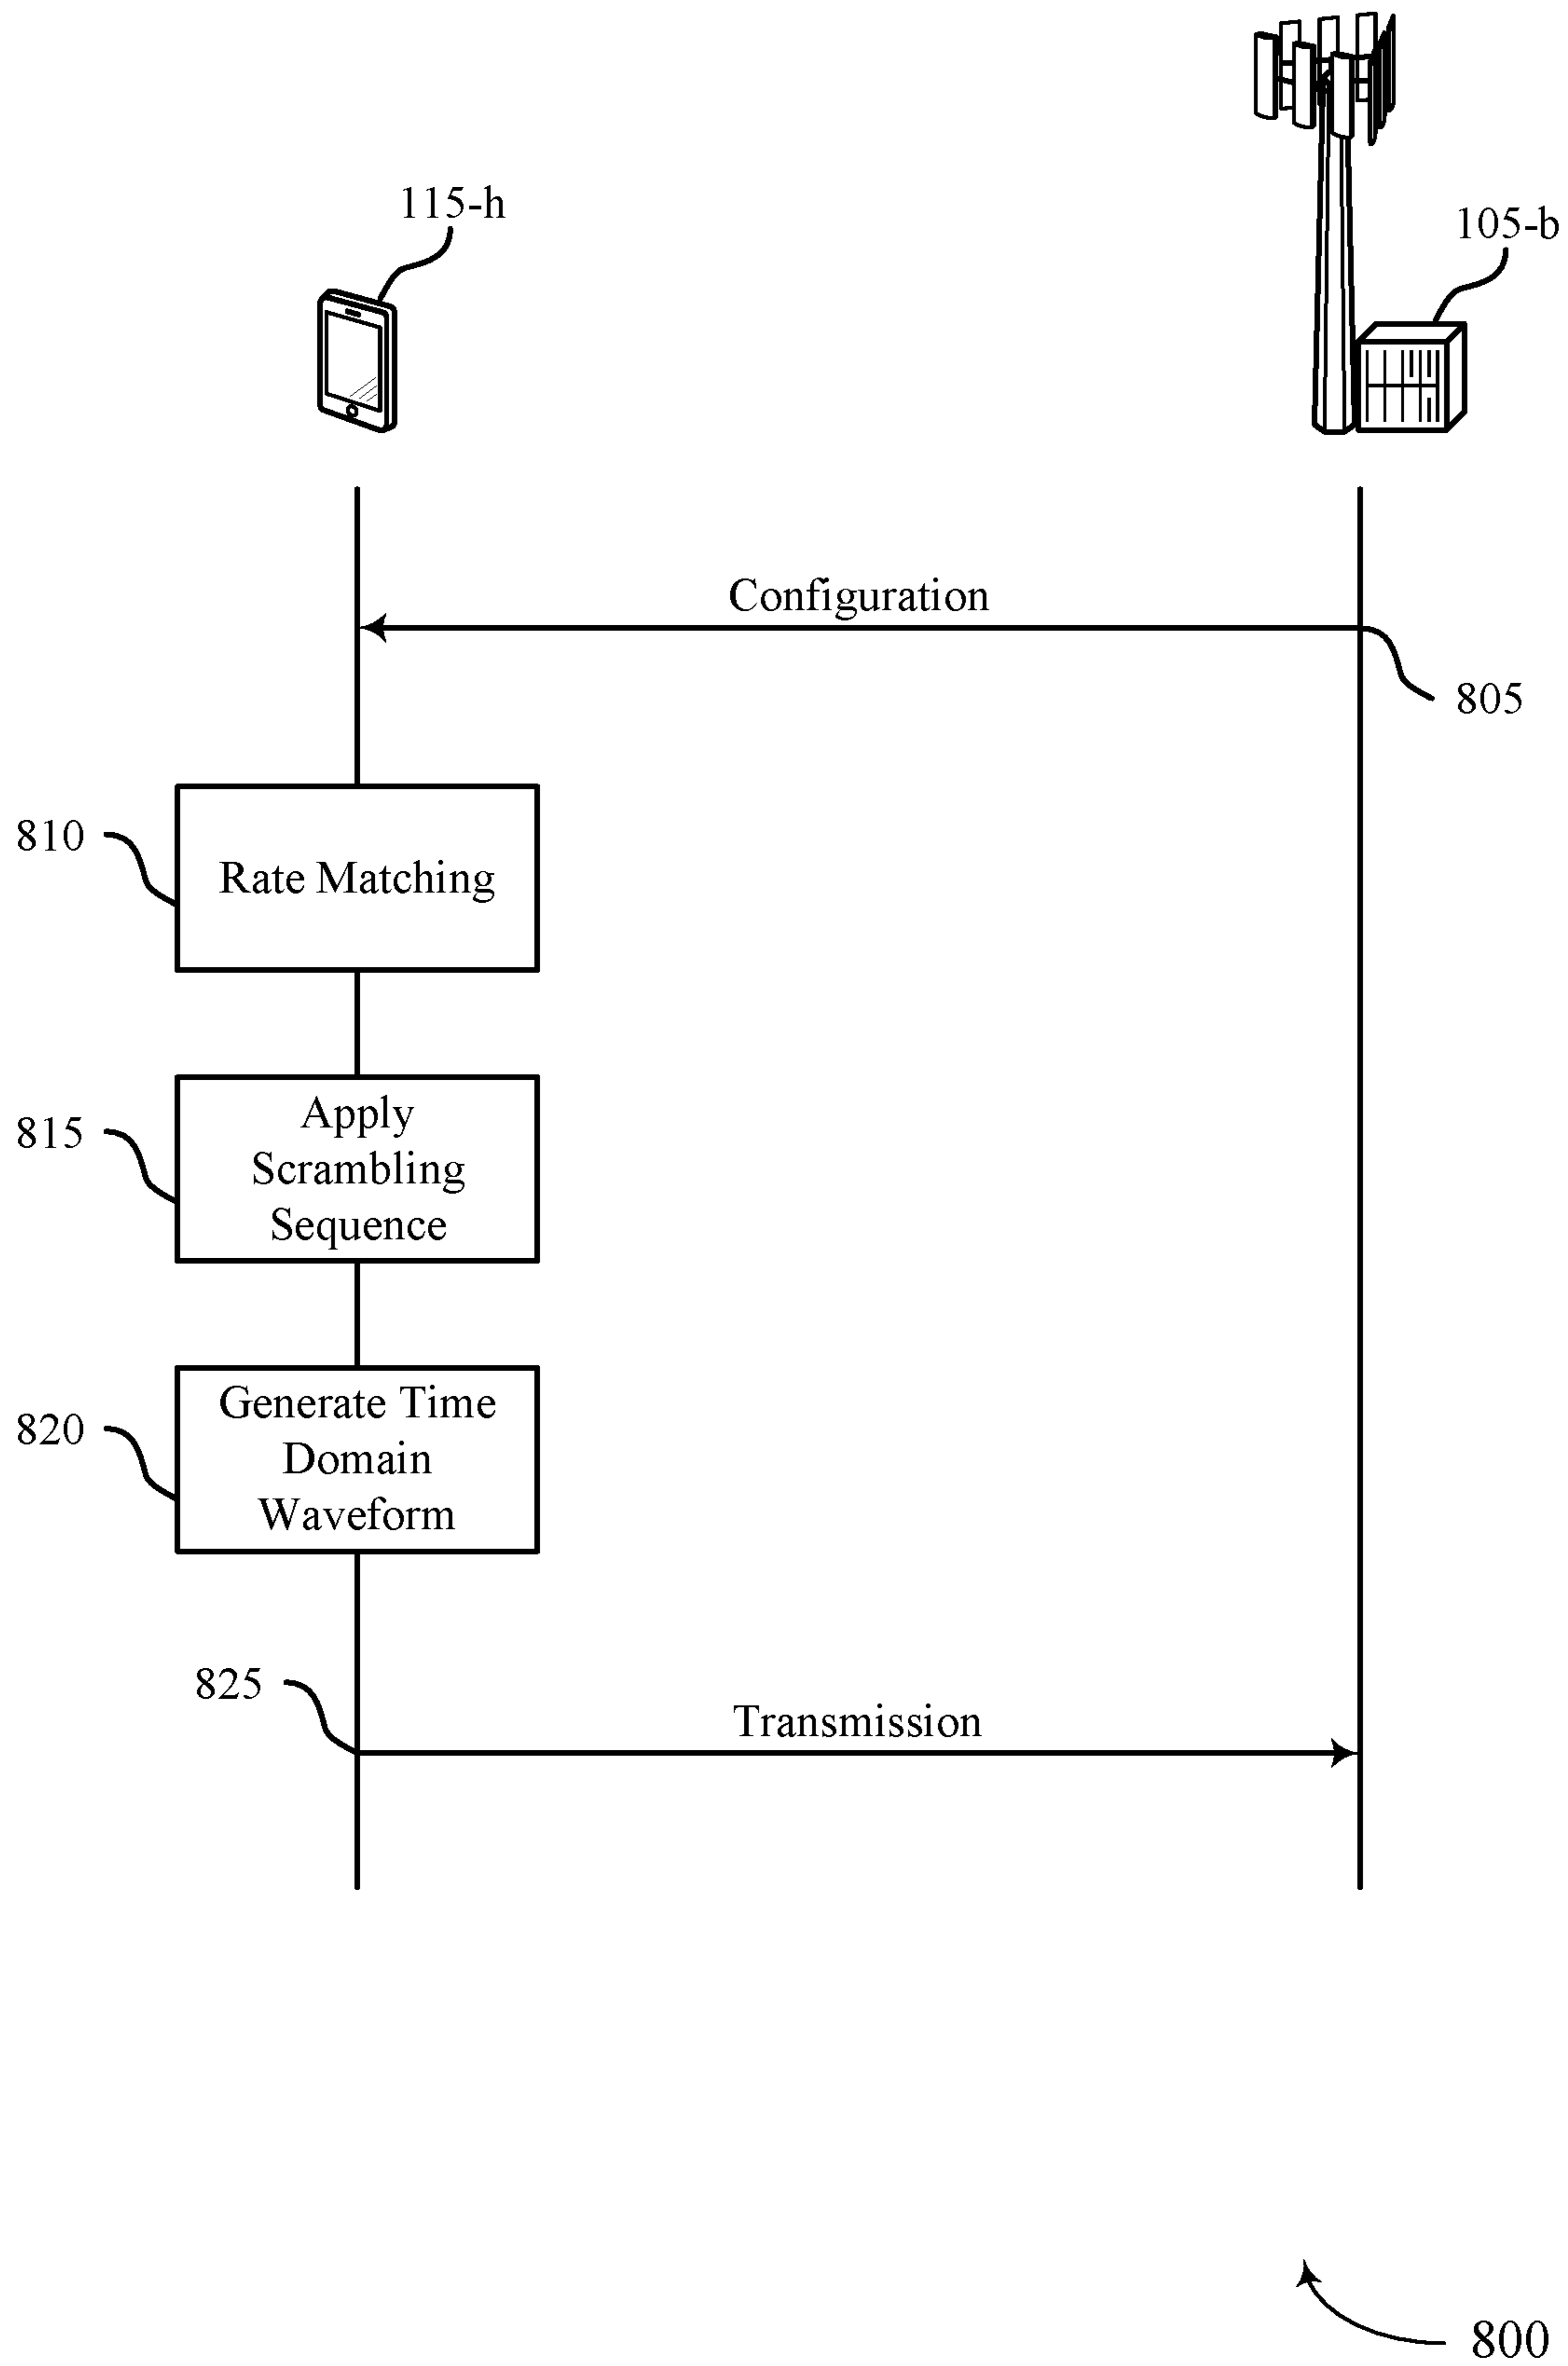 115-h
105-b
Configuration
805
810
Rate Matching
815
Apply
Scrambling
Sequence
820
Generate Time
Domain
Waveform
825
Transmission
800